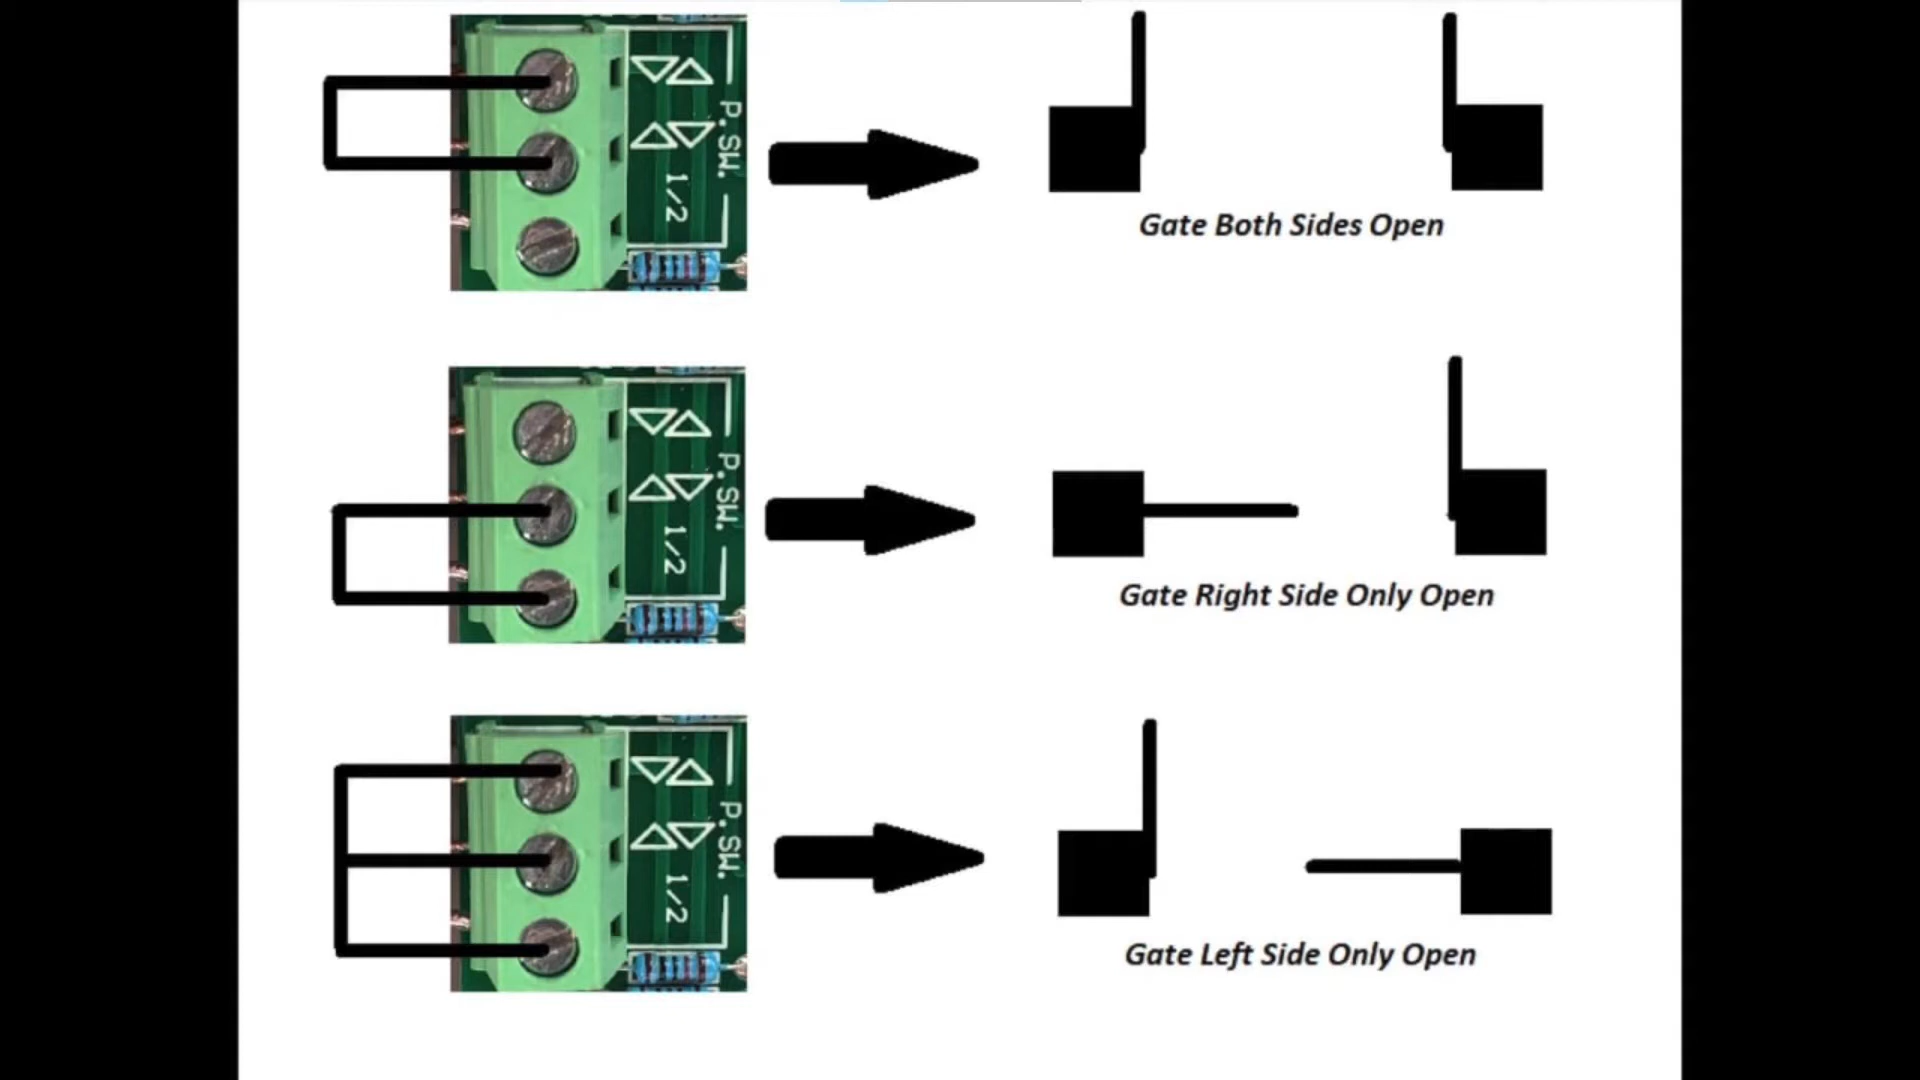 P.SW.
1/2
Gate Both Sides Open
P.SW.
1/2
Gate Right Side Only Open
P.SW.
1/2
Gate Left Side Only Open